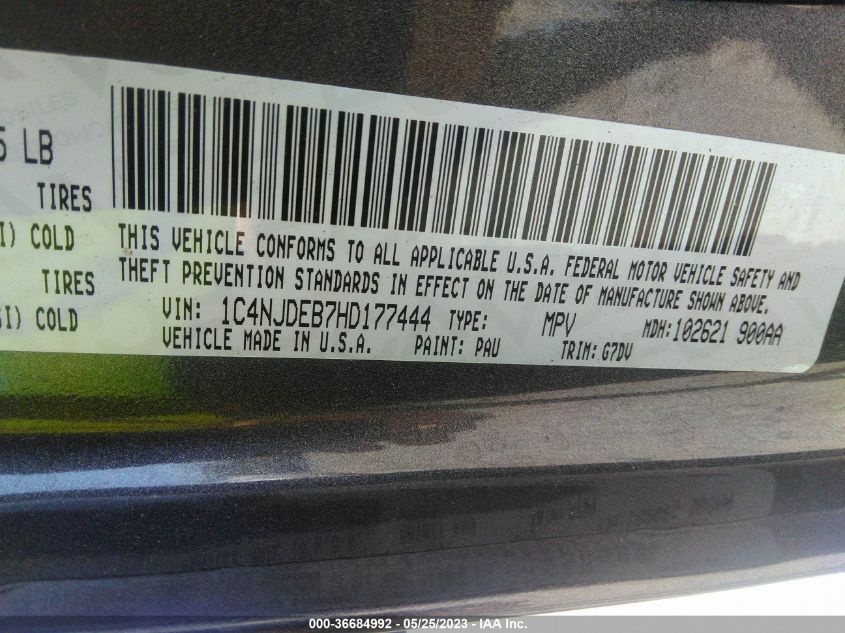 5 LB
TIRES
I) COLD
TIRES
SI) COLD
THIS VEHICLE CONFORMS TO ALL APPLICABLE U.S.A. FEDERAL MOTOR VEHICLE SAFETY AND
THEFT PREVENTION STANDARDS IN EFFECT ON THE DATE OF MANUFACTURE SHOWN ABOVE.
VIN: 1C4NJDEB7HD177444 TYPE: MPV MDH:102621 900AA
VEHICLE MADE IN U.S.A. PAINT: PAU TRIM: G7DV
000-36684992 - 05/25/2023 - IAA Inc.